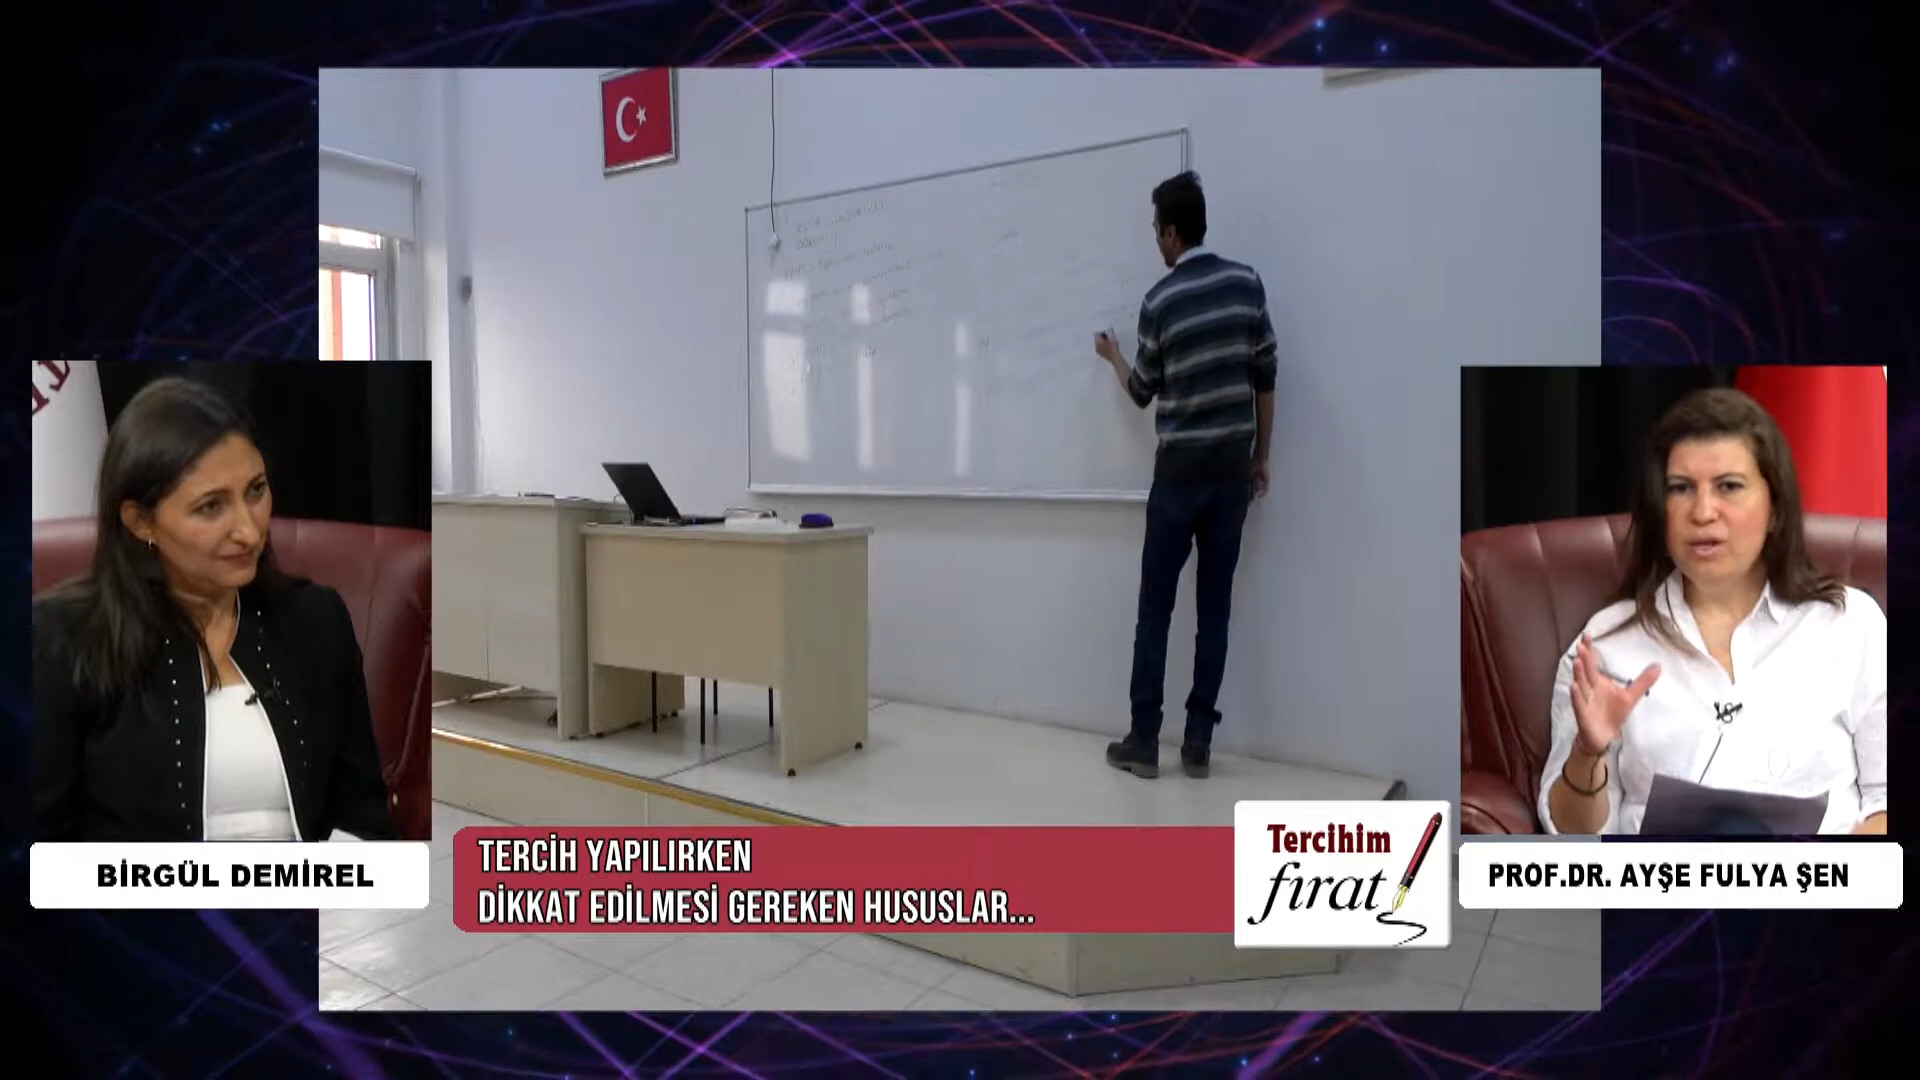 BİRGÜL DEMİREL
TERCİH YAPILIRKEN
DİKKAT EDİLMESİ GEREKEN HUSUSLAR...
Tercihim
fırat
PROF.DR. AYŞE FULYA ŞEN